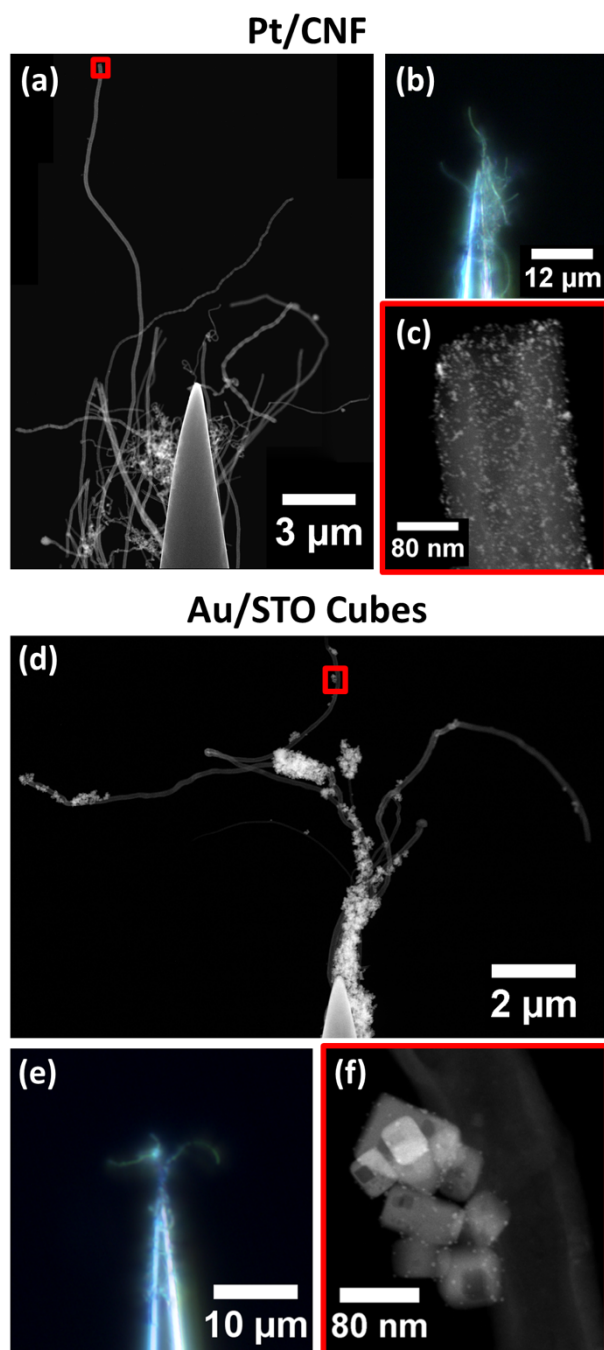 Pt/CNF
(a)
(b)
12 µm
(c)
3 µm
80 nm
Au/STO Cubes
(d)
2 µm
(e)
(f)
10 µm
80 nm